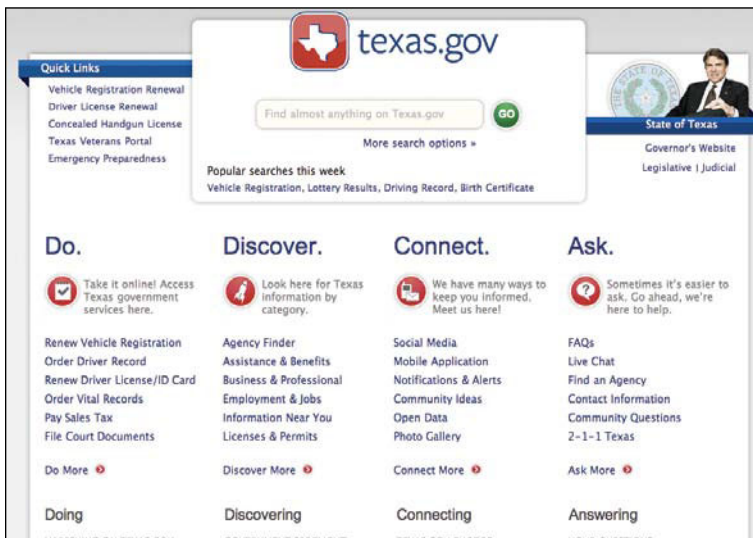 texas.gov
Quick Links
Vehicle Registration Renewal
Driver License Renewal
Concealed Handgun License
Texas Veterans Portal
Emergency Preparedness
Find almost anything on Texas.gov
GO
More search options »
Popular searches this week
Vehicle Registration, Lottery Results, Driving Record, Birth Certificate
THE STATE OF TEXAS
State of Texas
Governor's Website
Legislative | Judicial
Do.
Take it online! Access
Texas government
services here.
Renew Vehicle Registration
Order Driver Record
Renew Driver License/ID Card
Order Vital Records
Pay Sales Tax
File Court Documents
Do More
Discover.
Look here for Texas
information by
category.
Agency Finder
Assistance & Benefits
Business & Professional
Employment & Jobs
Information Near You
Licenses & Permits
Discover More
Connect.
We have many ways to
keep you informed.
Meet us here!
Social Media
Mobile Application
Notifications & Alerts
Community Ideas
Open Data
Photo Gallery
Connect More
Ask.
Sometimes it's easier to
ask. Go ahead, we're
here to help.
FAQs
Live Chat
Find an Agency
Contact Information
Community Questions
2-1-1 Texas
Ask More
Doing
Discovering
Connecting
Answering